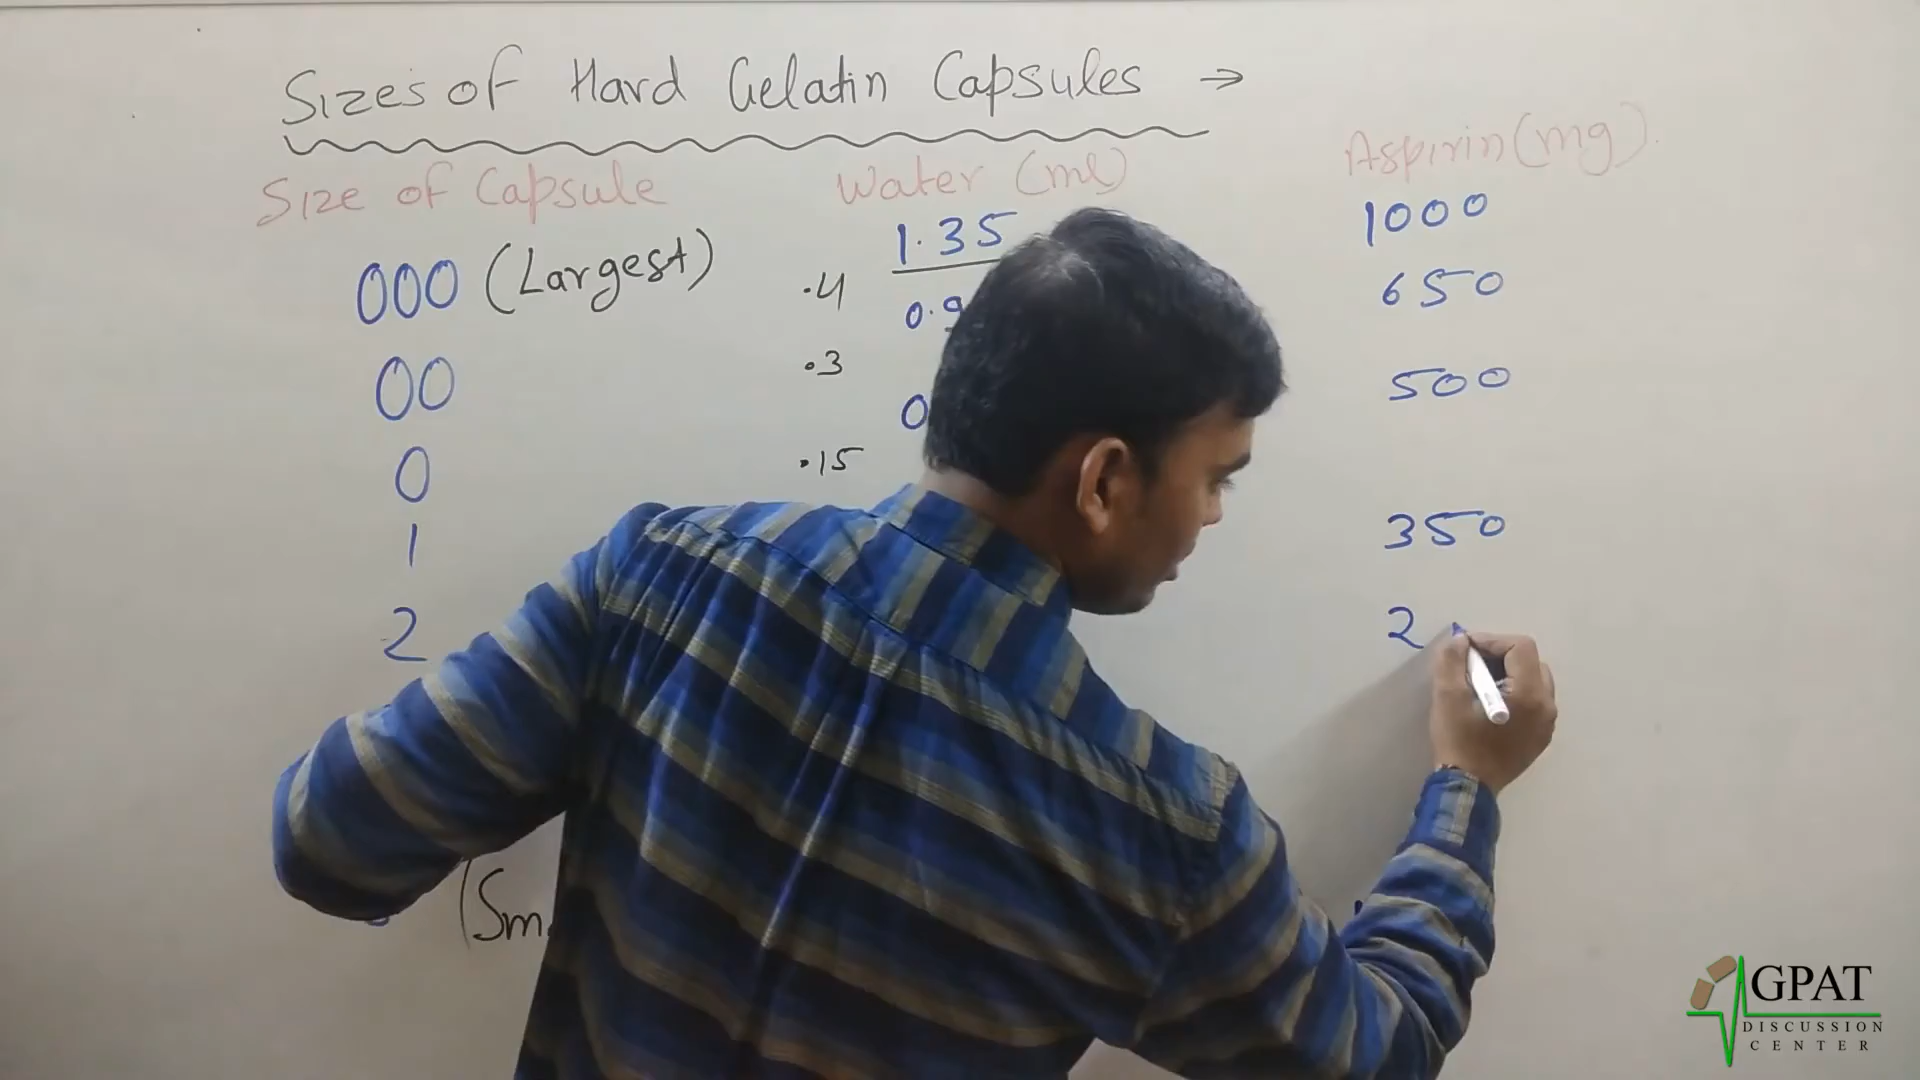 Sizes of Hard Gelatin Capsules →
Size of Capsule Water (ml) Aspirin (mg).
000 (Largest) 1.35 1000
.4 0.9 650
00 .3 0 500
0 .15
1 350
2 2
(Sm
GPAT
DISCUSSION
CENTER